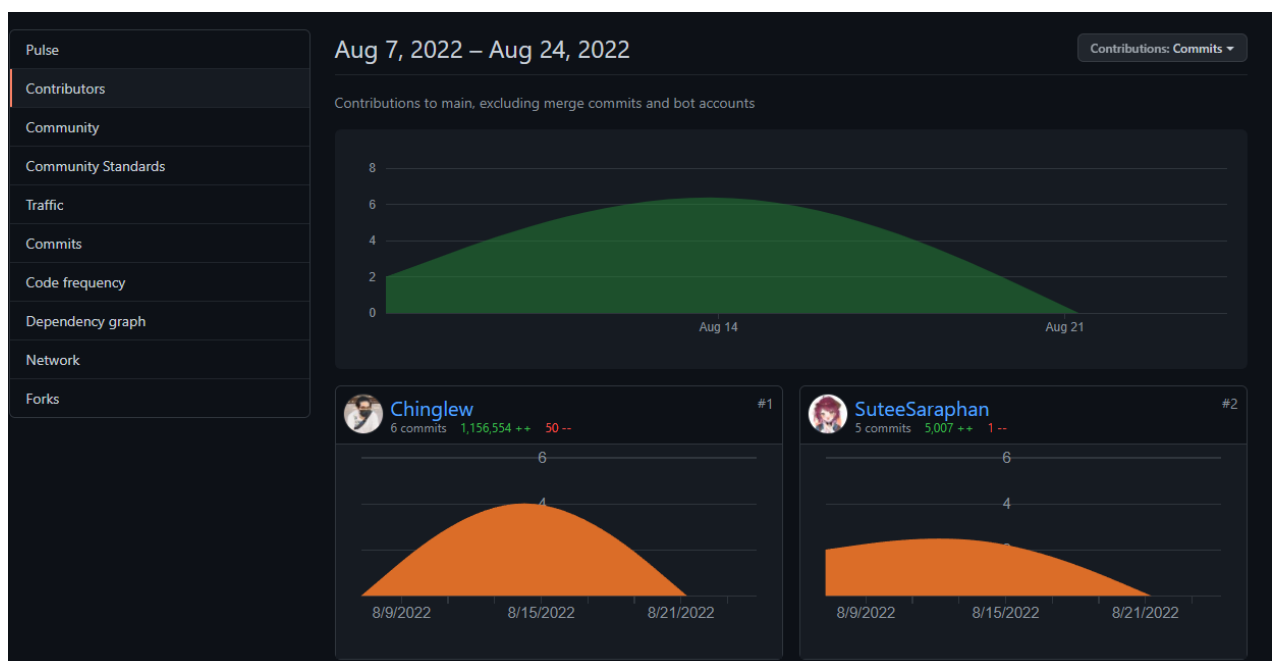 Pulse
Contributors
Community
Community Standards
Traffic
Commits
Code frequency
Dependency graph
Network
Forks
Aug 7, 2022 – Aug 24, 2022
Contributions: Commits
Contributions to main, excluding merge commits and bot accounts
8
6
4
2
0
Aug 14
Aug 21
Chinglew
#1
6 commits 1,156,554 ++ 50 --
6
4
8/9/2022 8/15/2022 8/21/2022
SuteeSaraphan
#2
5 commits 5,007 ++ 1 --
6
4
8/9/2022 8/15/2022 8/21/2022